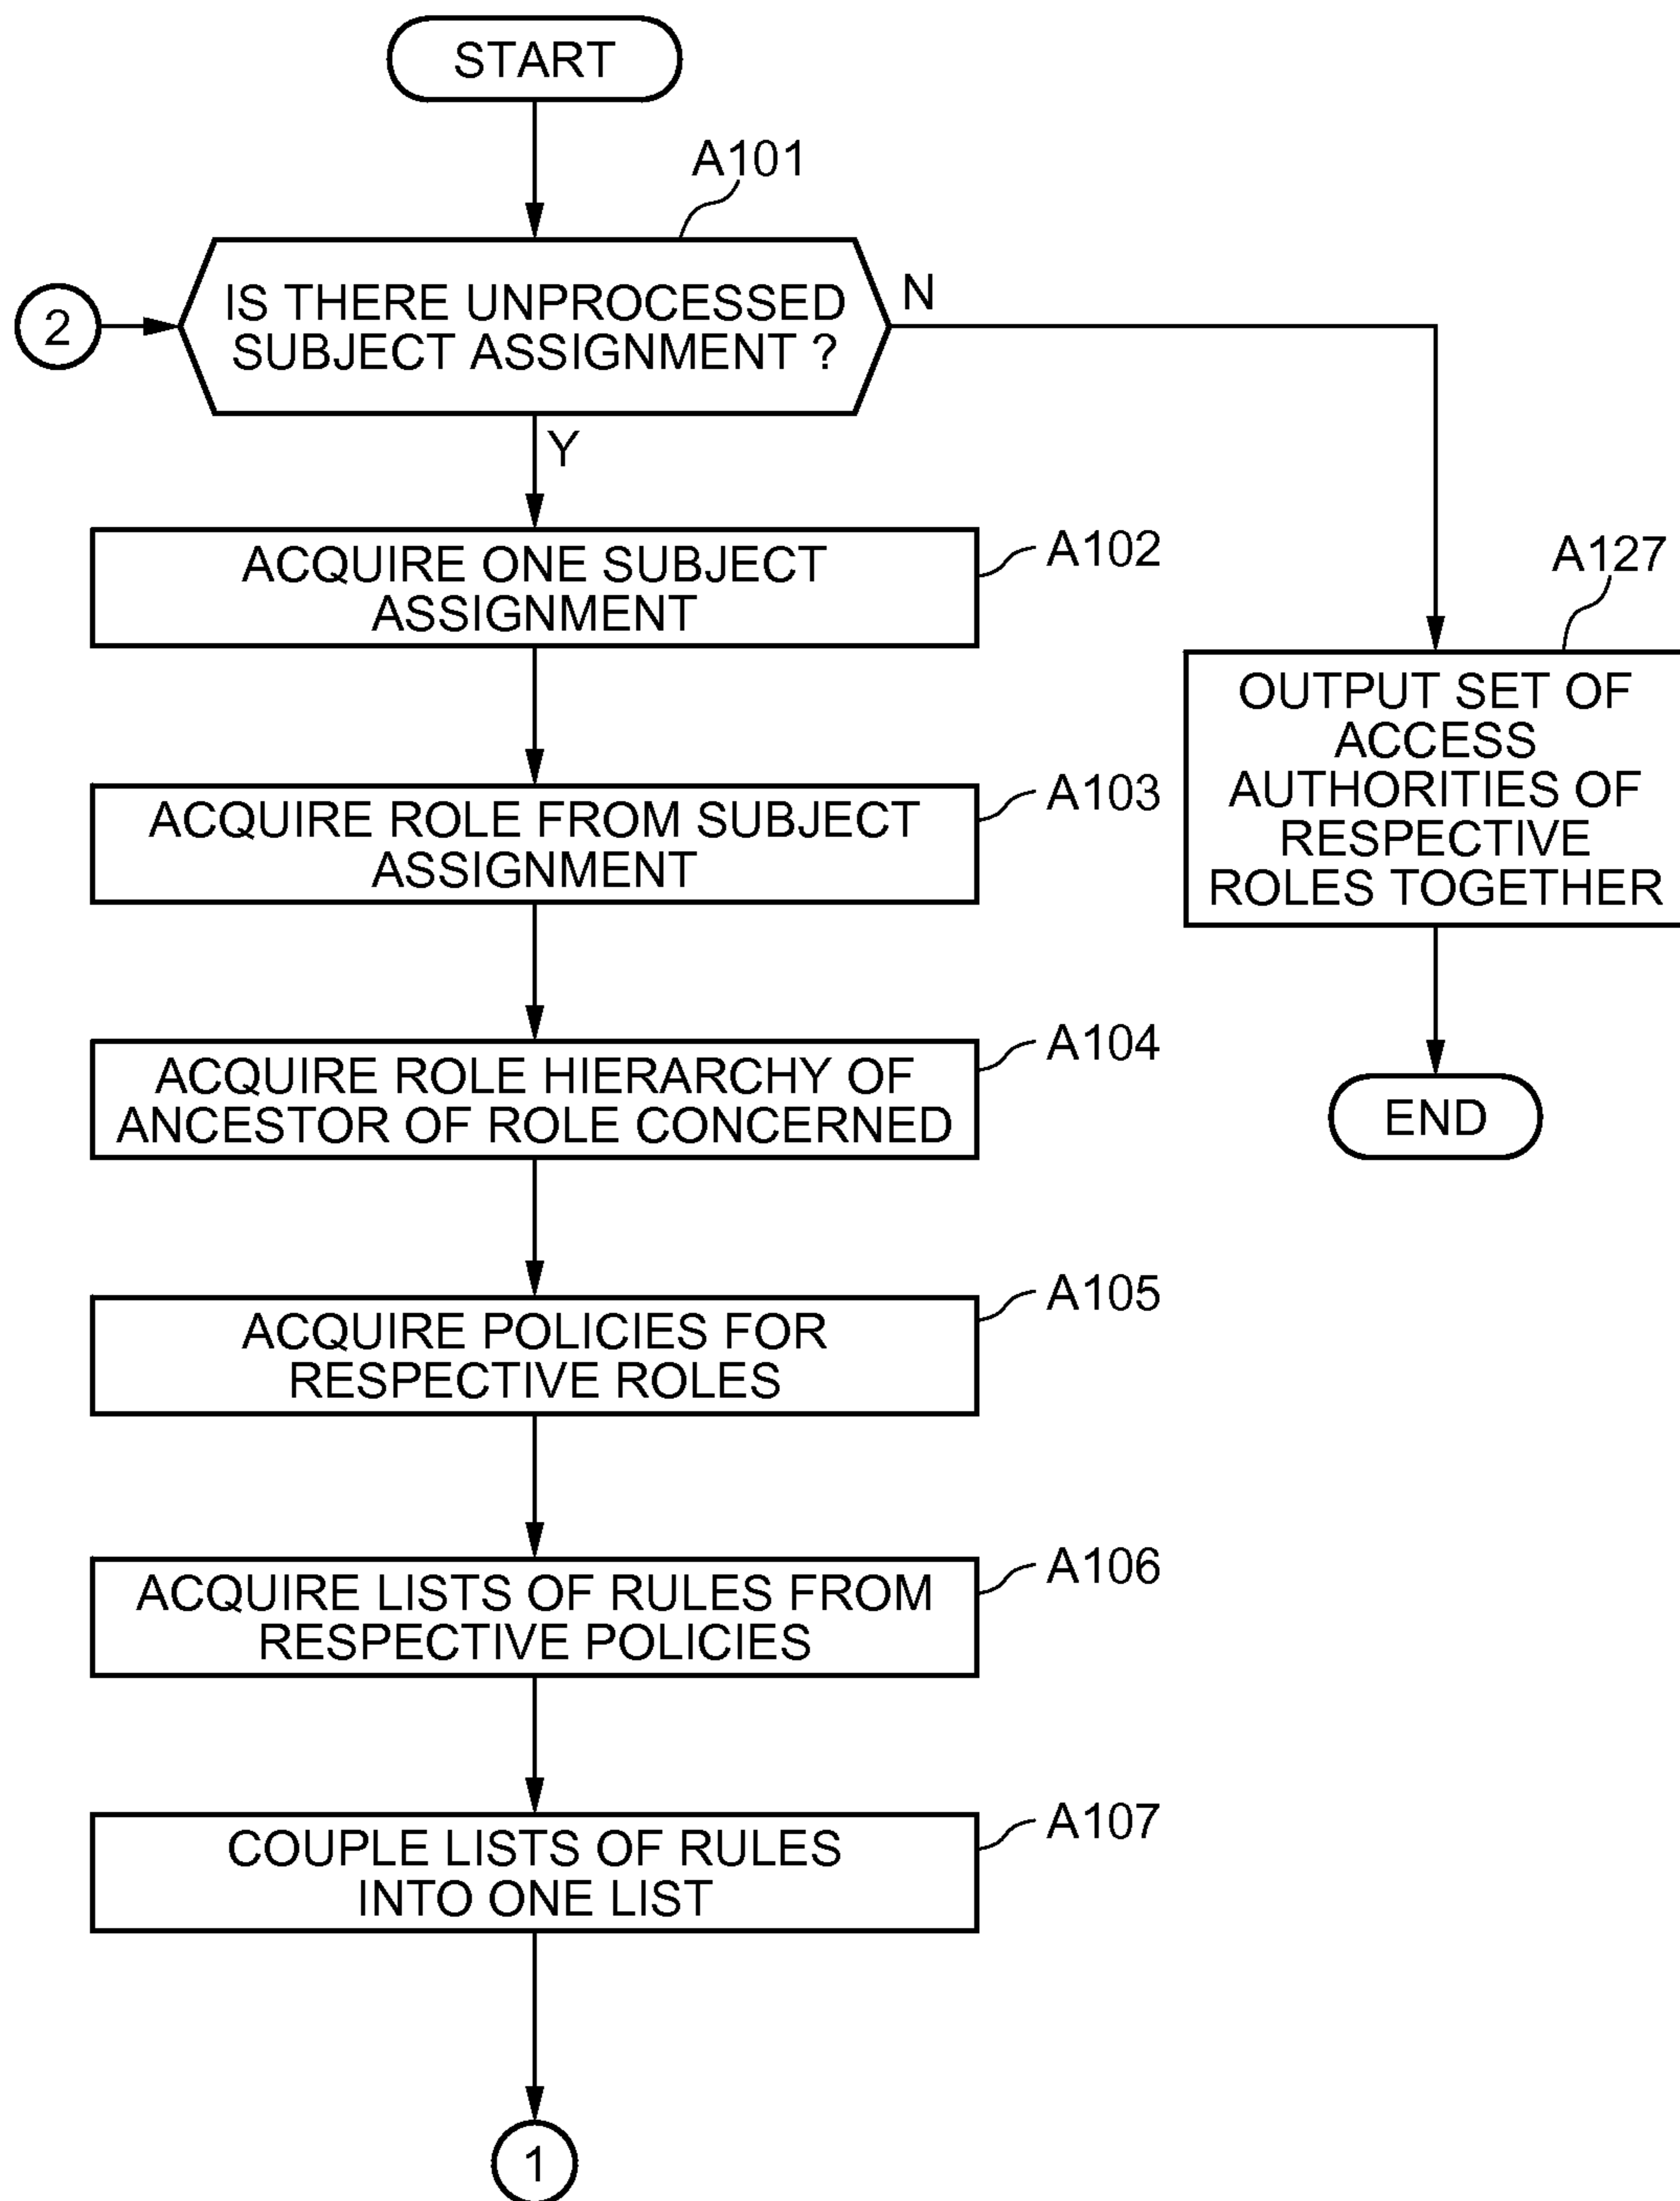 START
A101
2
IS THERE UNPROCESSED
SUBJECT ASSIGNMENT ?
N
Y
ACQUIRE ONE SUBJECT
ASSIGNMENT
A102
A127
OUTPUT SET OF
ACCESS
AUTHORITIES OF
RESPECTIVE
ROLES TOGETHER
ACQUIRE ROLE FROM SUBJECT
ASSIGNMENT
A103
ACQUIRE ROLE HIERARCHY OF
ANCESTOR OF ROLE CONCERNED
A104
END
ACQUIRE POLICIES FOR
RESPECTIVE ROLES
A105
ACQUIRE LISTS OF RULES FROM
RESPECTIVE POLICIES
A106
COUPLE LISTS OF RULES
INTO ONE LIST
A107
1